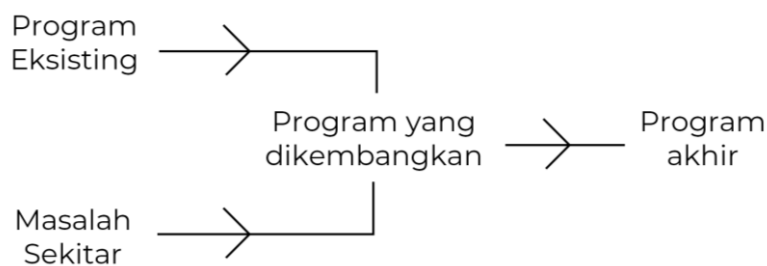 Program
Eksisting
Program yang
dikembangkan
Program
akhir
Masalah
Sekitar